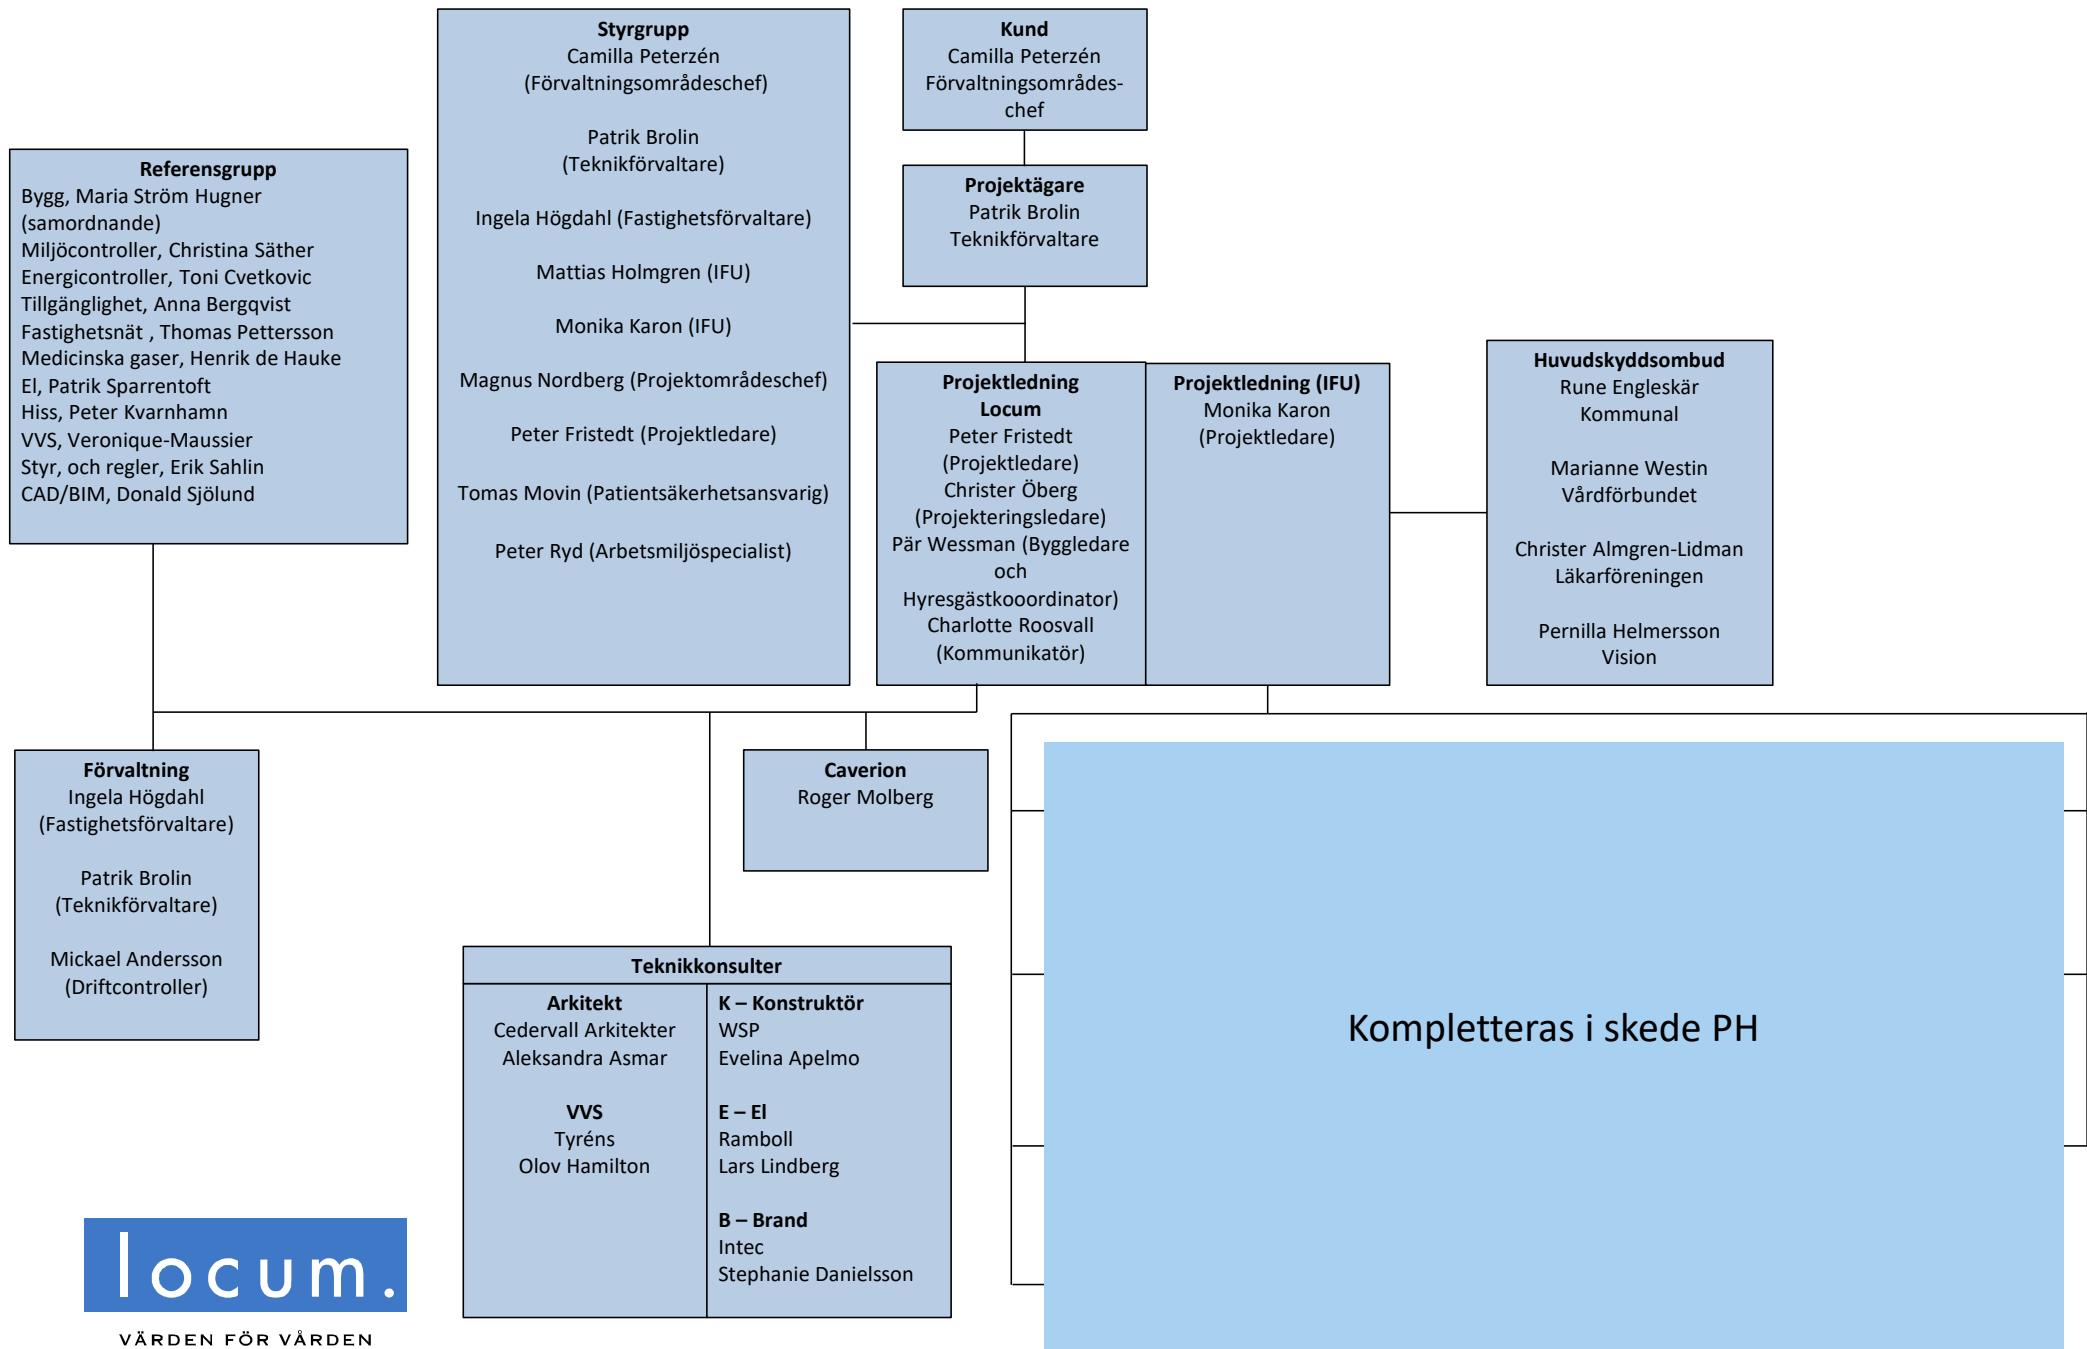 Styrgrupp
Camilla Peterzén
(Förvaltningsområdeschef)
Patrik Brolin
(Teknikförvaltare)
Ingela Högdahl (Fastighetsförvaltare)
Mattias Holmgren (IFU)
Monika Karon (IFU)
Magnus Nordberg (Projektområdeschef)
Peter Fristedt (Projektledare)
Tomas Movin (Patientsäkerhetsansvarig)
Peter Ryd (Arbetsmiljöspecialist)
Kund
Camilla Peterzén
Förvaltningsområdes-
chef
Projektägare
Patrik Brolin
Teknikförvaltare
Referensgrupp
Bygg, Maria Ström Hugner
(samordnande)
Miljöcontroller, Christina Säther
Energicontroller, Toni Cvetkovic
Tillgänglighet, Anna Bergqvist
Fastighetsnät , Thomas Pettersson
Medicinska gaser, Henrik de Hauke
El, Patrik Sparrentoft
Hiss, Peter Kvarnhamn
VVS, Veronique-Maussier
Styr, och regler, Erik Sahlin
CAD/BIM, Donald Sjölund
Projektledning
Locum
Peter Fristedt
(Projektledare)
Christer Öberg
(Projekteringsledare)
Pär Wessman (Byggledare
och
Hyresgästkooordinator)
Charlotte Roosvall
(Kommunikatör)
Projektledning (IFU)
Monika Karon
(Projektledare)
Huvudskyddsombud
Rune Engleskär
Kommunal
Marianne Westin
Vårdförbundet
Christer Almgren-Lidman
Läkarföreningen
Pernilla Helmersson
Vision
Förvaltning
Ingela Högdahl
(Fastighetsförvaltare)
Patrik Brolin
(Teknikförvaltare)
Mickael Andersson
(Driftcontroller)
Caverion
Roger Molberg
Teknikkonsulter
Arkitekt
Cedervall Arkitekter
Aleksandra Asmar
VVS
Tyréns
Olov Hamilton
K – Konstruktör
WSP
Evelina Apelmo
E – El
Ramboll
Lars Lindberg
B – Brand
Intec
Stephanie Danielsson
Kompletteras i skede PH
locum.
VÄRDEN FÖR VÅRDEN